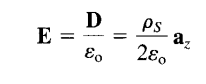 E = D/ε₀ = ρ_S/2ε₀ a_z